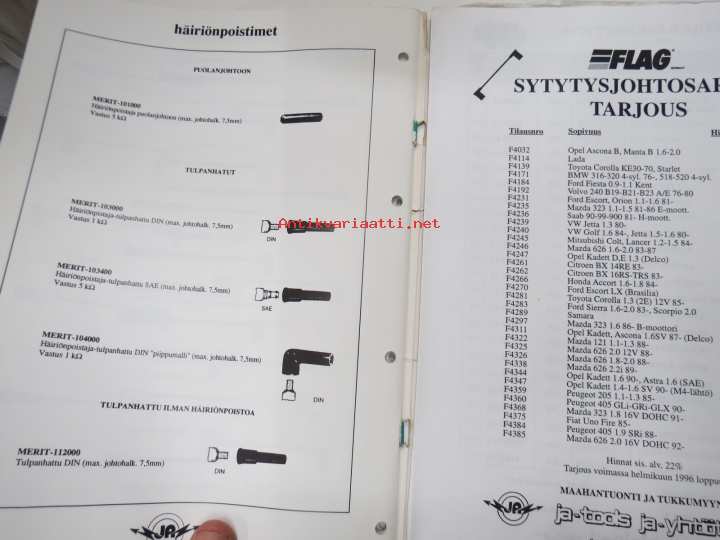 häiriönpoistimet
PUOLANJOHTOON
MERIT-101000
Häiriönpoistaja puolanjohtoon (max. johtohalk. 7,5mm)
Vastus 5 kΩ
TULPANHATUT
MERIT-103000
Häiriönpoistaja-tulpanhattu DIN (max. johtohalk. 7,5mm)
Vastus 1 kΩ
DIN
MERIT-103400
Häiriönpoistaja-tulpanhattu SAE (max. johtohalk. 7,5mm)
Vastus 5 kΩ
SAE
MERIT-104000
Häiriönpoistaja-tulpanhattu DIN "piippumalli" (max. johtohalk. 7,5mm)
Vastus 1 kΩ
DIN
TULPANHATTU ILMAN HÄIRIÖNPOISTOA
MERIT-112000
Tulpanhattu DIN (max. johtohalk. 7,5mm)
DIN
JA
Antikvariaatti.net
FLAG
SYTYTYSJOHTOSAR
TARJOUS
Tilausnro Sopivuus
F4032 Opel Ascona B, Manta B 1.6-2.0
F4114 Lada
F4139 Toyota Corolla KE30-70, Starlet
F4171 BMW 316-320 4-syl. 76-, 518-520 4-syl.
F4184 Ford Fiesta 0.9-1.1 Kent
F4192 Volvo 240 B19-B21-B23 A/E 76-80
F4231 Ford Escort, Orion 1.1-1.6 81-
F4235 Mazda 323 1.1-1.5 81-86 E-moott.
F4236 Saab 90-99-900 81- H-moott.
F4239 VW Jetta 1.3 80-
F4240 VW Golf 1.6 84-, Jetta 1.5-1.6 80-
F4245 Mitsubishi Colt, Lancer 1.2-1.5 84-
F4246 Mazda 626 1.6-2.0 83-87
F4247 Opel Kadett D,E 1.3 (Delco)
F4261 Citroen BX 14RE 83-
F4262 Citroen BX 16RS-TRS 83-
F4266 Honda Accord 1.6-1.8 84-
F4270 Ford Escort LX (Brasilia)
F4281 Toyota Corolla 1.3 (2E) 12V 85-
F4283 Ford Sierra 1.6-2.0 83-, Scorpio 2.0
F4289 Samara
F4297 Mazda 323 1.6 86- B-moottori
F4311 Opel Kadett, Ascona 1.6SV 87- (Delco)
F4322 Mazda 121 1.1-1.3 88-
F4325 Mazda 626 2.0 12V 88-
F4326 Mazda 626 1.8-2.0 88-
F4338 Mazda 626 2.2i 89-
F4344 Opel Kadett 1.6 90-, Astra 1.6 (SAE)
F4347 Opel Kadett 1.4-1.6 SV 90- (M4-lähtö)
F4359 Peugeot 205 1.1-1.3 85-
F4360 Peugeot 405 GLi-GRi-GLX 90-
F4368 Mazda 323 1.8 16V DOHC 91-
F4375 Fiat Uno Fire 85-
F4384 Peugeot 405 1.9 SRi 88-
F4385 Mazda 626 2.0 16V DOHC 92-
Hinnat sis. alv. 22%
Tarjous voimassa helmikuun 1996 loppu
MAAHANTUONTI JA TUKKUMYYN
JA ja-tools ja-yhtöt